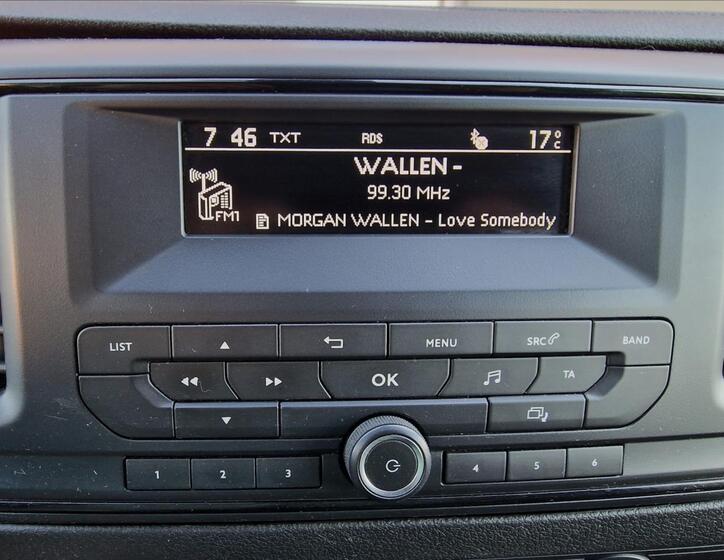 7 46 TXT RDS 17°C
WALLEN -
99.30 MHz
FM1
MORGAN WALLEN - Love Somebody
LIST MENU SRC BAND
OK TA
1 2 3 4 5 6